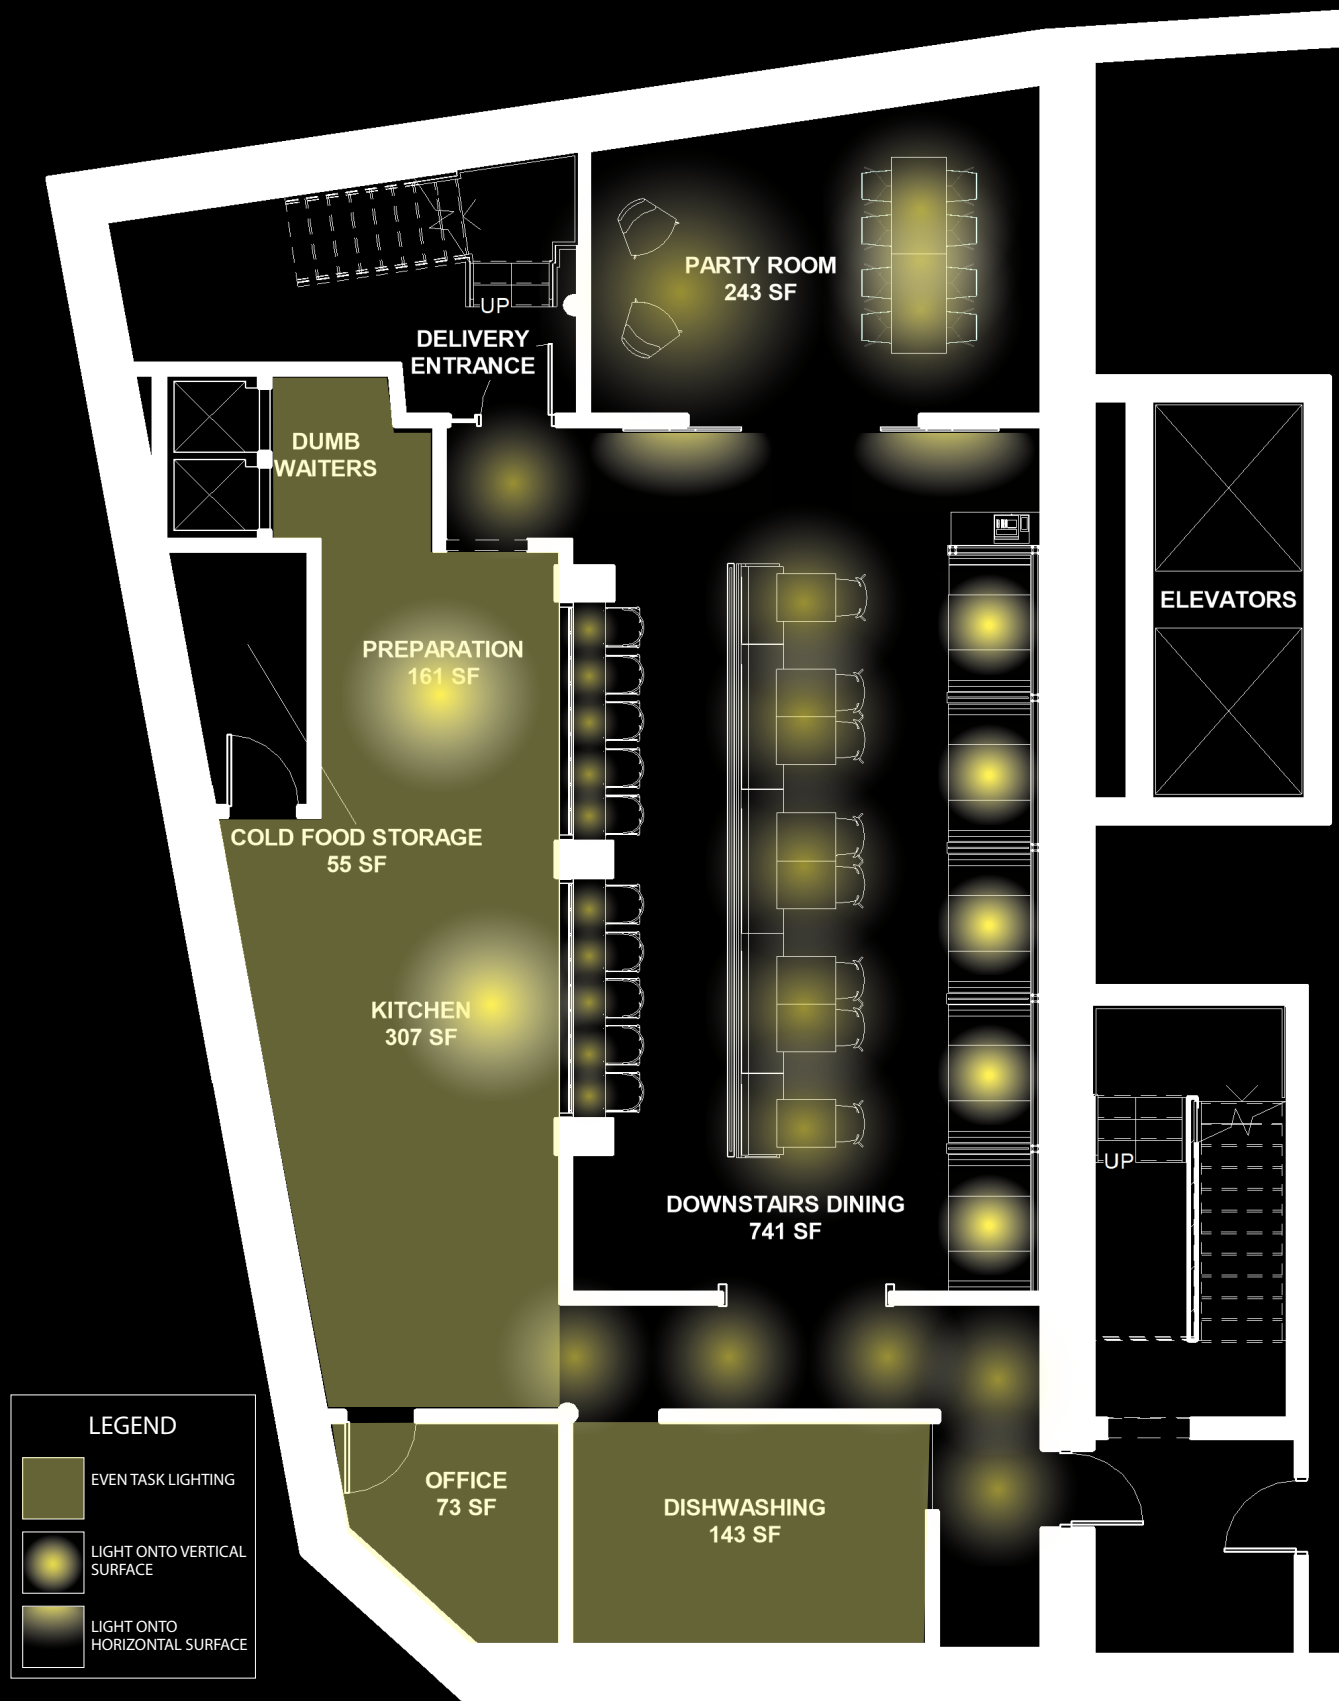 PARTY ROOM
243 SF
UP
DELIVERY
ENTRANCE
DUMB
WAITERS
ELEVATORS
PREPARATION
161 SF
COLD FOOD STORAGE
55 SF
KITCHEN
307 SF
UP
DOWNSTAIRS DINING
741 SF
OFFICE
73 SF
DISHWASHING
143 SF
LEGEND
EVEN TASK LIGHTING
LIGHT ONTO VERTICAL
SURFACE
LIGHT ONTO
HORIZONTAL SURFACE